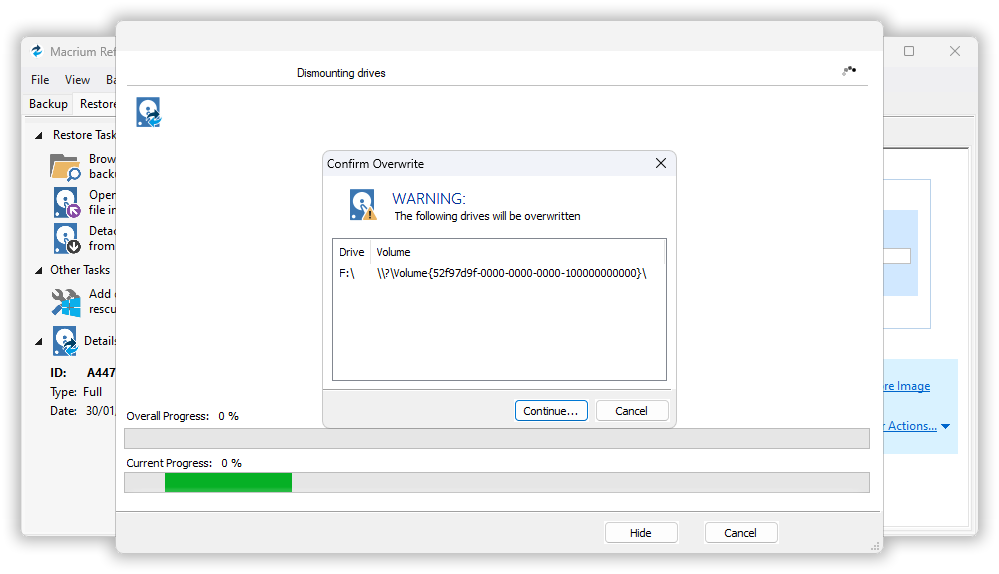 Macrium Ref
File View Ba
Backup Restore
Restore Task
Brow
backu
Open
file in
Detac
from
Other Tasks
Add
rescu
Details
ID: A447
Type: Full
Date: 30/01/
Dismounting drives
Confirm Overwrite
WARNING:
The following drives will be overwritten
Drive Volume
F:\ \\?\Volume{52f97d9f-0000-0000-0000-100000000000}\
Continue... Cancel
Overall Progress: 0 %
Current Progress: 0 %
Hide Cancel
re Image
r Actions...